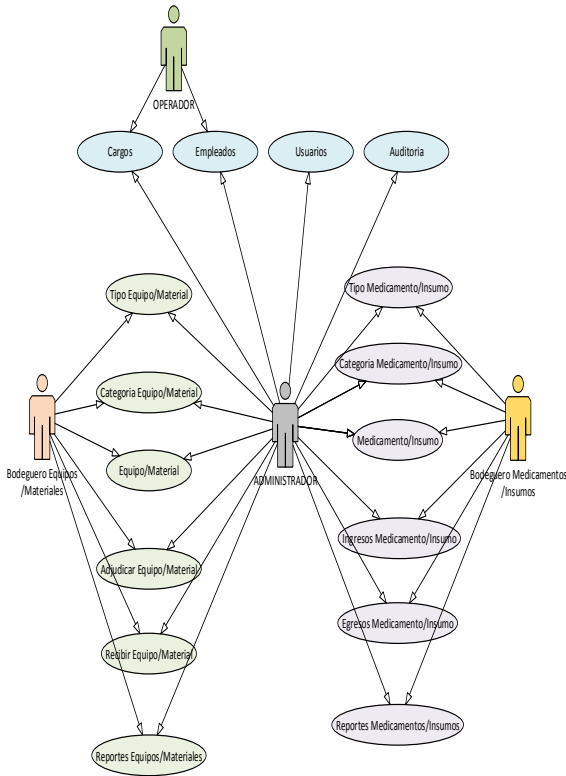 OPERADOR
Cargos
Empleados
Usuarios
Auditoria
Tipo Equipo/Material
Tipo Medicamento/Insumo
Categoria Equipo/Material
Categoria Medicamento/Insumo
Equipo/Material
Medicamento/Insumo
Bodeguero Equipos
/Materiales
ADMINISTRADOR
Bodeguero Medicamentos
/Insumos
Adjudicar Equipo/Material
Ingresos Medicamento/Insumo
Recibir Equipo/Material
Egresos Medicamento/Insumo
Reportes Equipos/Materiales
Reportes Medicamentos/Insumos